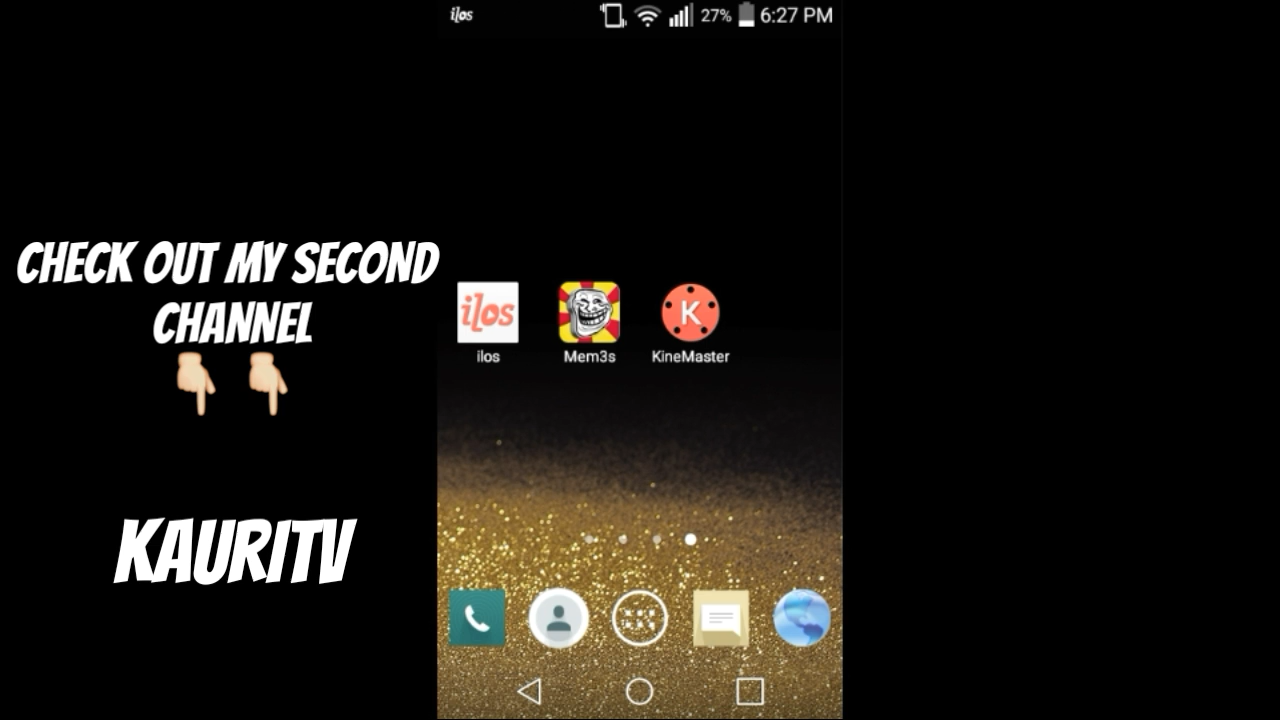 ilos
27%
6:27 PM
CHECK OUT MY SECOND
CHANNEL
KAURITV
ilos
K
ilos
Mem3s
KineMaster